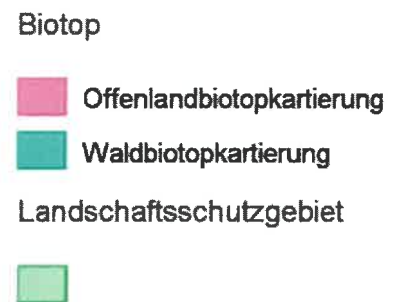 Biotop
Offenlandbiotopkartierung
Waldbiotopkartierung
Landschaftsschutzgebiet